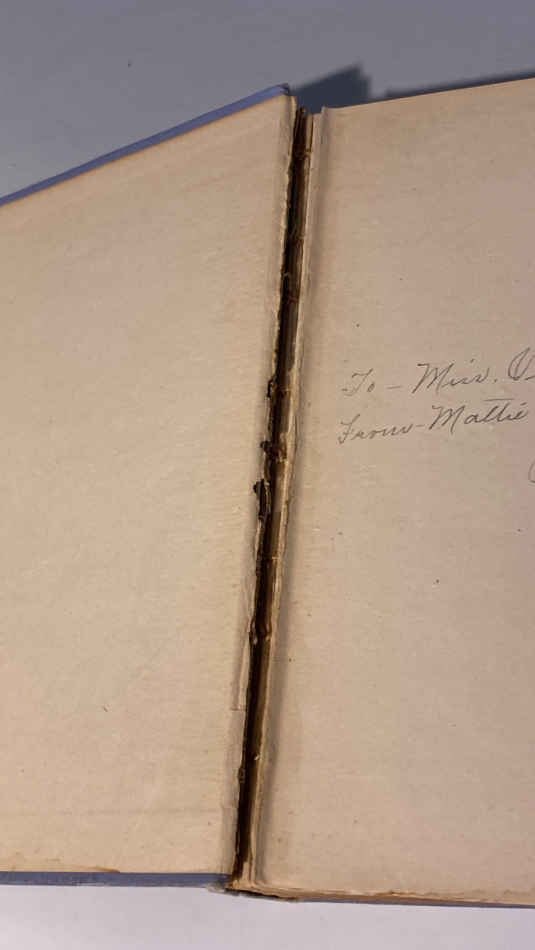 To - Miss.
From - Mattie